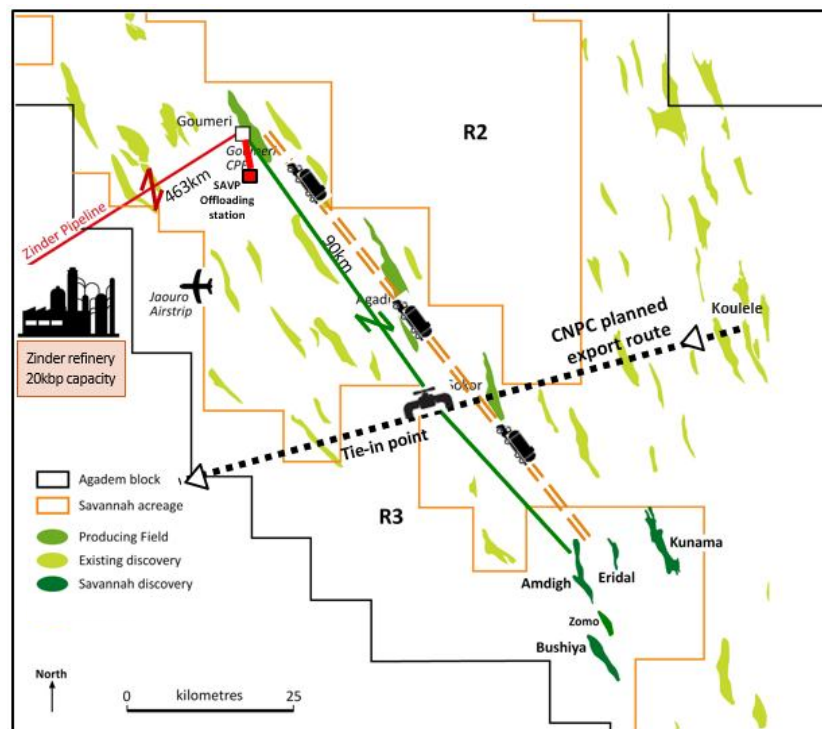 Goumeri
R2
Goumeri
CPF
SAVP
Offloading
station
463km
Zinder Pipeline
90km
Jaouro
Airstrip
Koulele
CNPC planned
export route
Zinder refinery
20kbp capacity
Tie-in point
Agadem block
Savannah acreage
R3
Producing Field
Existing discovery
Savannah discovery
Kunama
Amdigh
Eridal
Zomo
Bushiya
North
kilometres
0
25